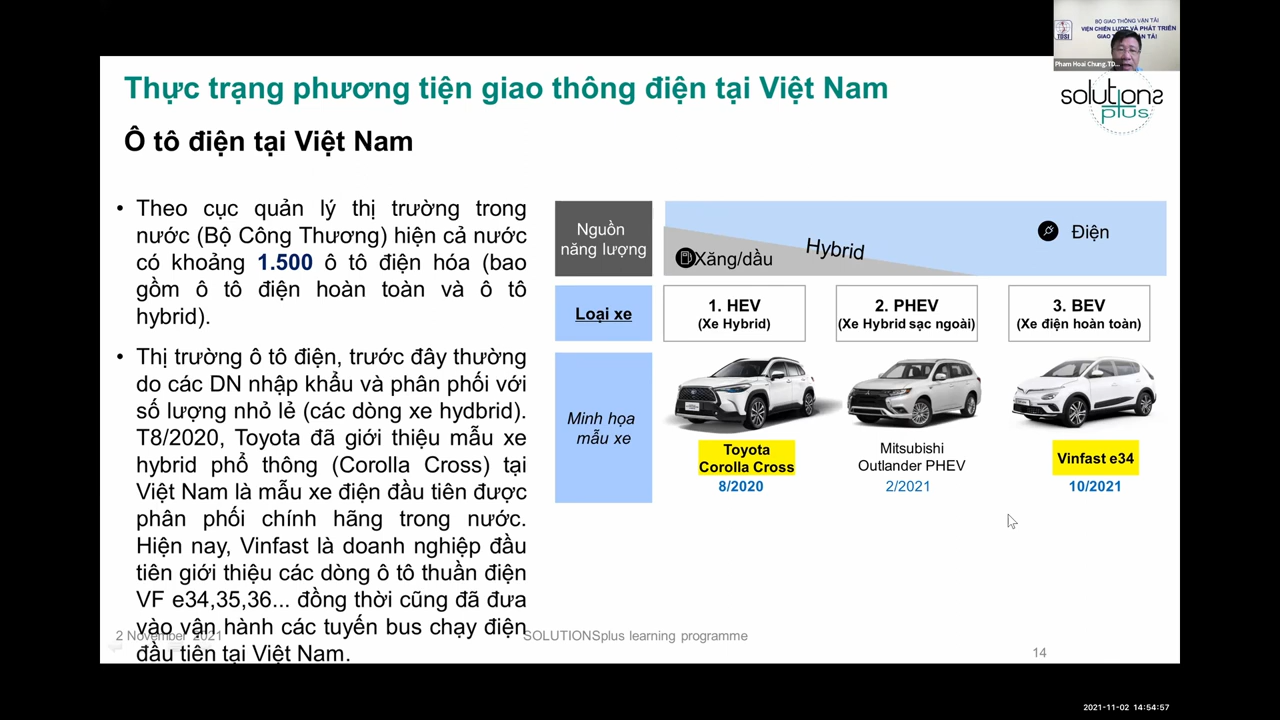 BỘ GIAO THÔNG VẬN TẢI
VIỆN CHIẾN LƯỢC VÀ PHÁT TRIỂN
TDSI
Pham Hoai Chung.TD...
solutions
plus
Thực trạng phương tiện giao thông điện tại Việt Nam
Ô tô điện tại Việt Nam
• Theo cục quản lý thị trường trong
nước (Bộ Công Thương) hiện cả nước
có khoảng 1.500 ô tô điện hóa (bao
gồm ô tô điện hoàn toàn và ô tô
hybrid).
• Thị trường ô tô điện, trước đây thường
do các DN nhập khẩu và phân phối với
số lượng nhỏ lẻ (các dòng xe hydbrid).
T8/2020, Toyota đã giới thiệu mẫu xe
hybrid phổ thông (Corolla Cross) tại
Việt Nam là mẫu xe điện đầu tiên được
phân phối chính hãng trong nước.
Hiện nay, Vinfast là doanh nghiệp đầu
tiên giới thiệu các dòng ô tô thuần điện
VF e34,35,36... đồng thời cũng đã đưa
vào vận hành các tuyến bus chạy điện
đầu tiên tại Việt Nam.
Nguồn
năng lượng
Xăng/dầu
Hybrid
Điện
Loại xe
1. HEV
(Xe Hybrid)
2. PHEV
(Xe Hybrid sạc ngoài)
3. BEV
(Xe điện hoàn toàn)
Minh họa
mẫu xe
Toyota
Corolla Cross
8/2020
Mitsubishi
Outlander PHEV
2/2021
Vinfast e34
10/2021
2 November 2021
SOLUTIONSplus learning programme
14
2021-11-02 14:54:57